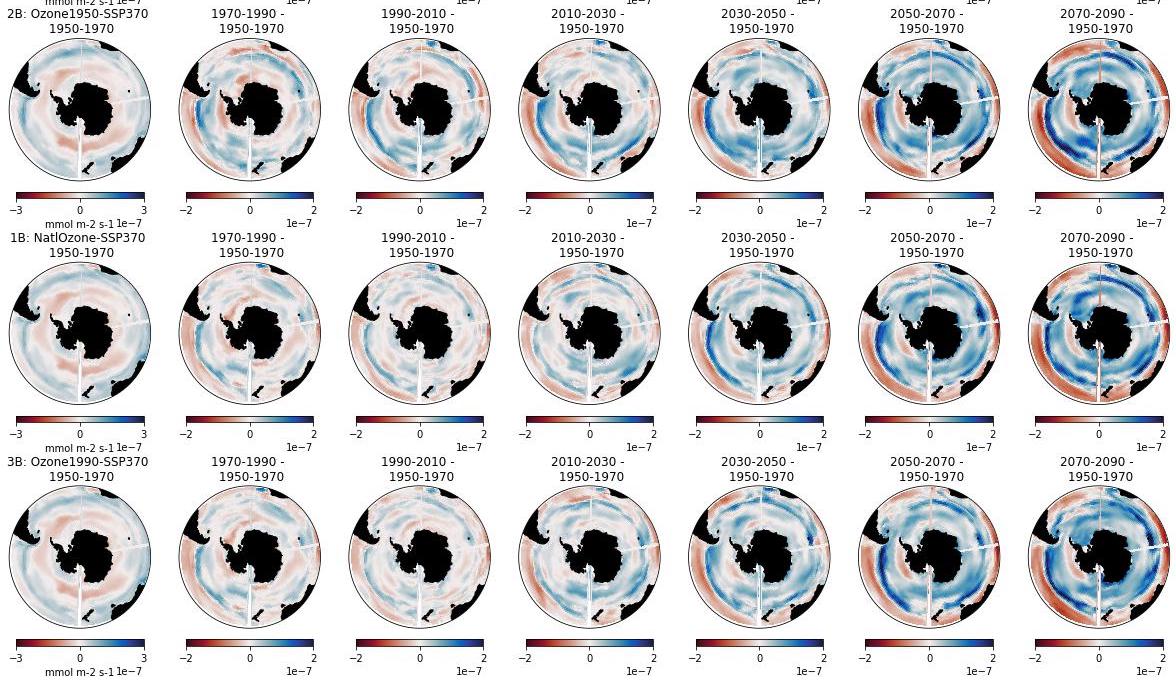 mmol m-2 s-1 1e-7 1e-7 1e-7 1e-7 1e-7 1e-7 1e-7
2B: Ozone1950-SSP370 1970-1990 - 1990-2010 - 2010-2030 - 2030-2050 - 2050-2070 - 2070-2090 -
1950-1970 1950-1970 1950-1970 1950-1970 1950-1970 1950-1970 1950-1970
−3 0 3 −2 0 2 −2 0 2 −2 0 2 −2 0 2 −2 0 2 −2 0 2
mmol m-2 s-1 1e−7 1e−7 1e−7 1e−7 1e−7 1e−7 1e−7
1B: NatlOzone-SSP370 1970-1990 - 1990-2010 - 2010-2030 - 2030-2050 - 2050-2070 - 2070-2090 -
1950-1970 1950-1970 1950-1970 1950-1970 1950-1970 1950-1970 1950-1970
−3 0 3 −2 0 2 −2 0 2 −2 0 2 −2 0 2 −2 0 2 −2 0 2
mmol m-2 s-1 1e−7 1e−7 1e−7 1e−7 1e−7 1e−7 1e−7
3B: Ozone1990-SSP370 1970-1990 - 1990-2010 - 2010-2030 - 2030-2050 - 2050-2070 - 2070-2090 -
1950-1970 1950-1970 1950-1970 1950-1970 1950-1970 1950-1970 1950-1970
−3 0 3 −2 0 2 −2 0 2 −2 0 2 −2 0 2 −2 0 2 −2 0 2
mmol m-2 s-1 1e−7 1e−7 1e−7 1e−7 1e−7 1e−7 1e−7